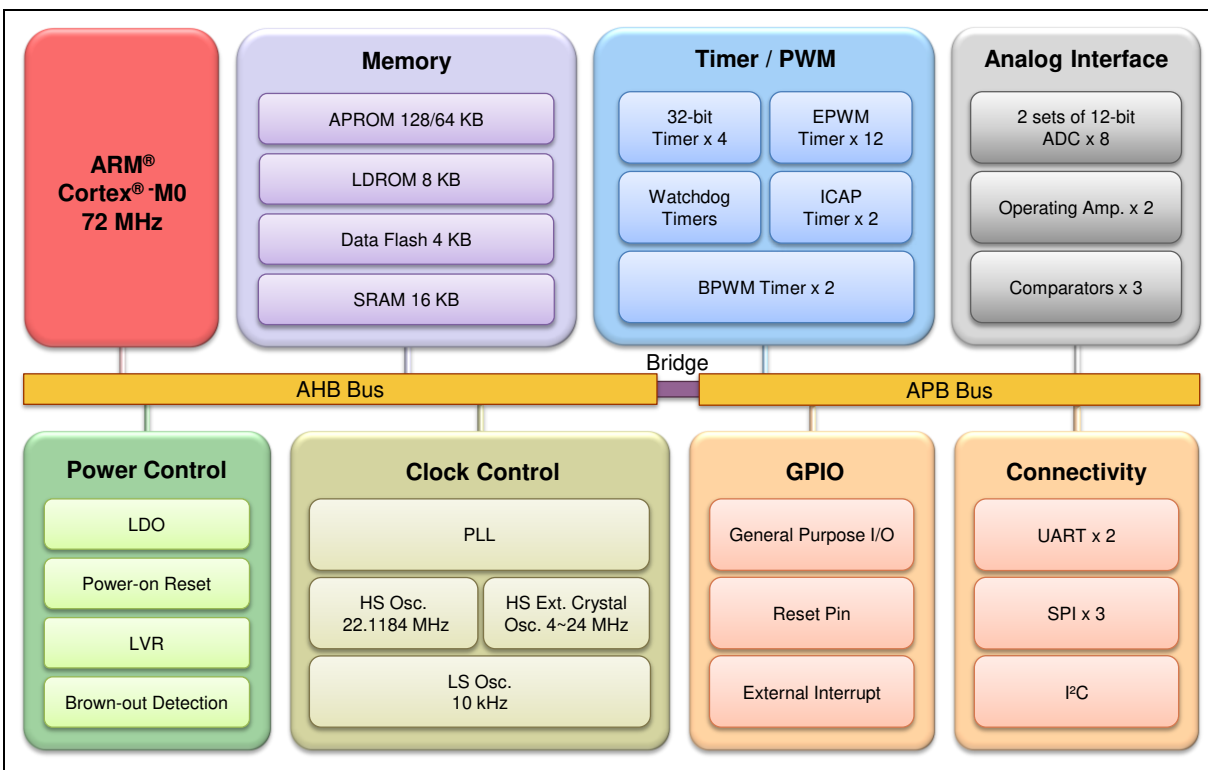 ARM®
Cortex® -M0
72 MHz
Memory
APROM 128/64 KB
LDROM 8 KB
Data Flash 4 KB
SRAM 16 KB
Timer / PWM
32-bit
Timer x 4
EPWM
Timer x 12
Watchdog
Timers
ICAP
Timer x 2
BPWM Timer x 2
Analog Interface
2 sets of 12-bit
ADC x 8
Operating Amp. x 2
Comparators x 3
Bridge
AHB Bus
APB Bus
Power Control
LDO
Power-on Reset
LVR
Brown-out Detection
Clock Control
PLL
HS Osc.
22.1184 MHz
HS Ext. Crystal
Osc. 4~24 MHz
LS Osc.
10 kHz
GPIO
General Purpose I/O
Reset Pin
External Interrupt
Connectivity
UART x 2
SPI x 3
I²C